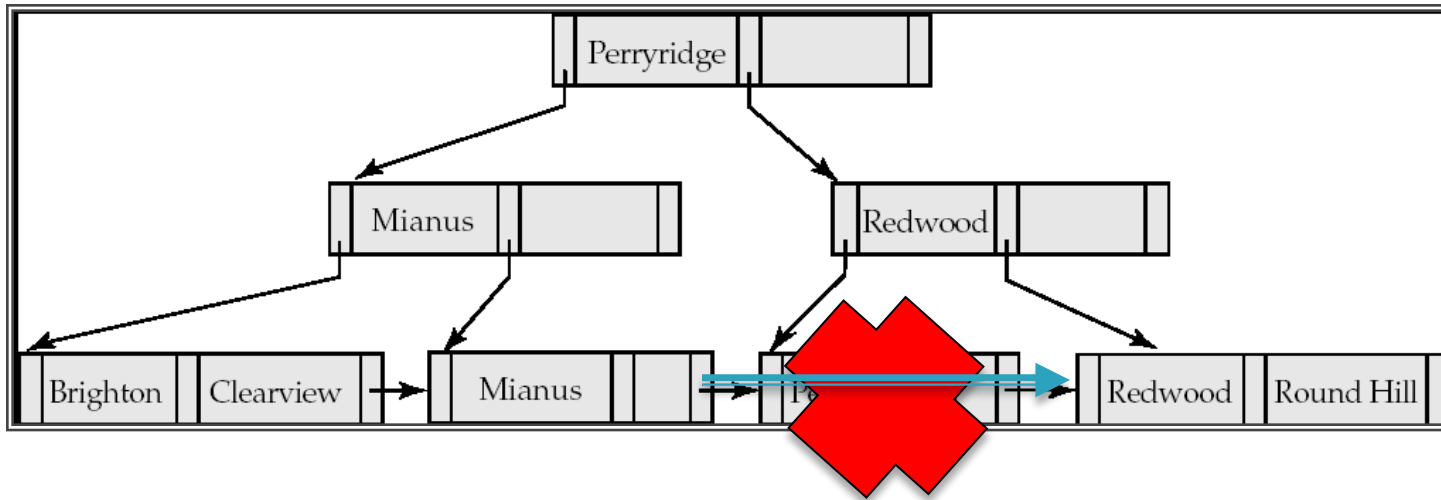 Perryridge
Mianus
Redwood
Brighton
Clearview
Mianus
Redwood
Round Hill